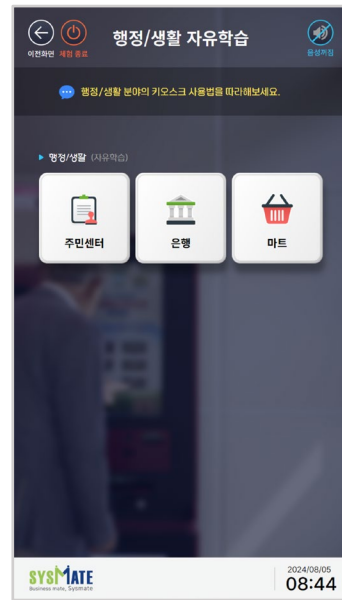 행정/생활 자유학습
이전화면 체험 종료
음성꺼짐
행정/생활 분야의 키오스크 사용법을 따라해보세요.
행정/생활 (자유학습)
주민센터
은행
마트
SYSMATE
Business mate, Sysmate
2024/08/05
08:44